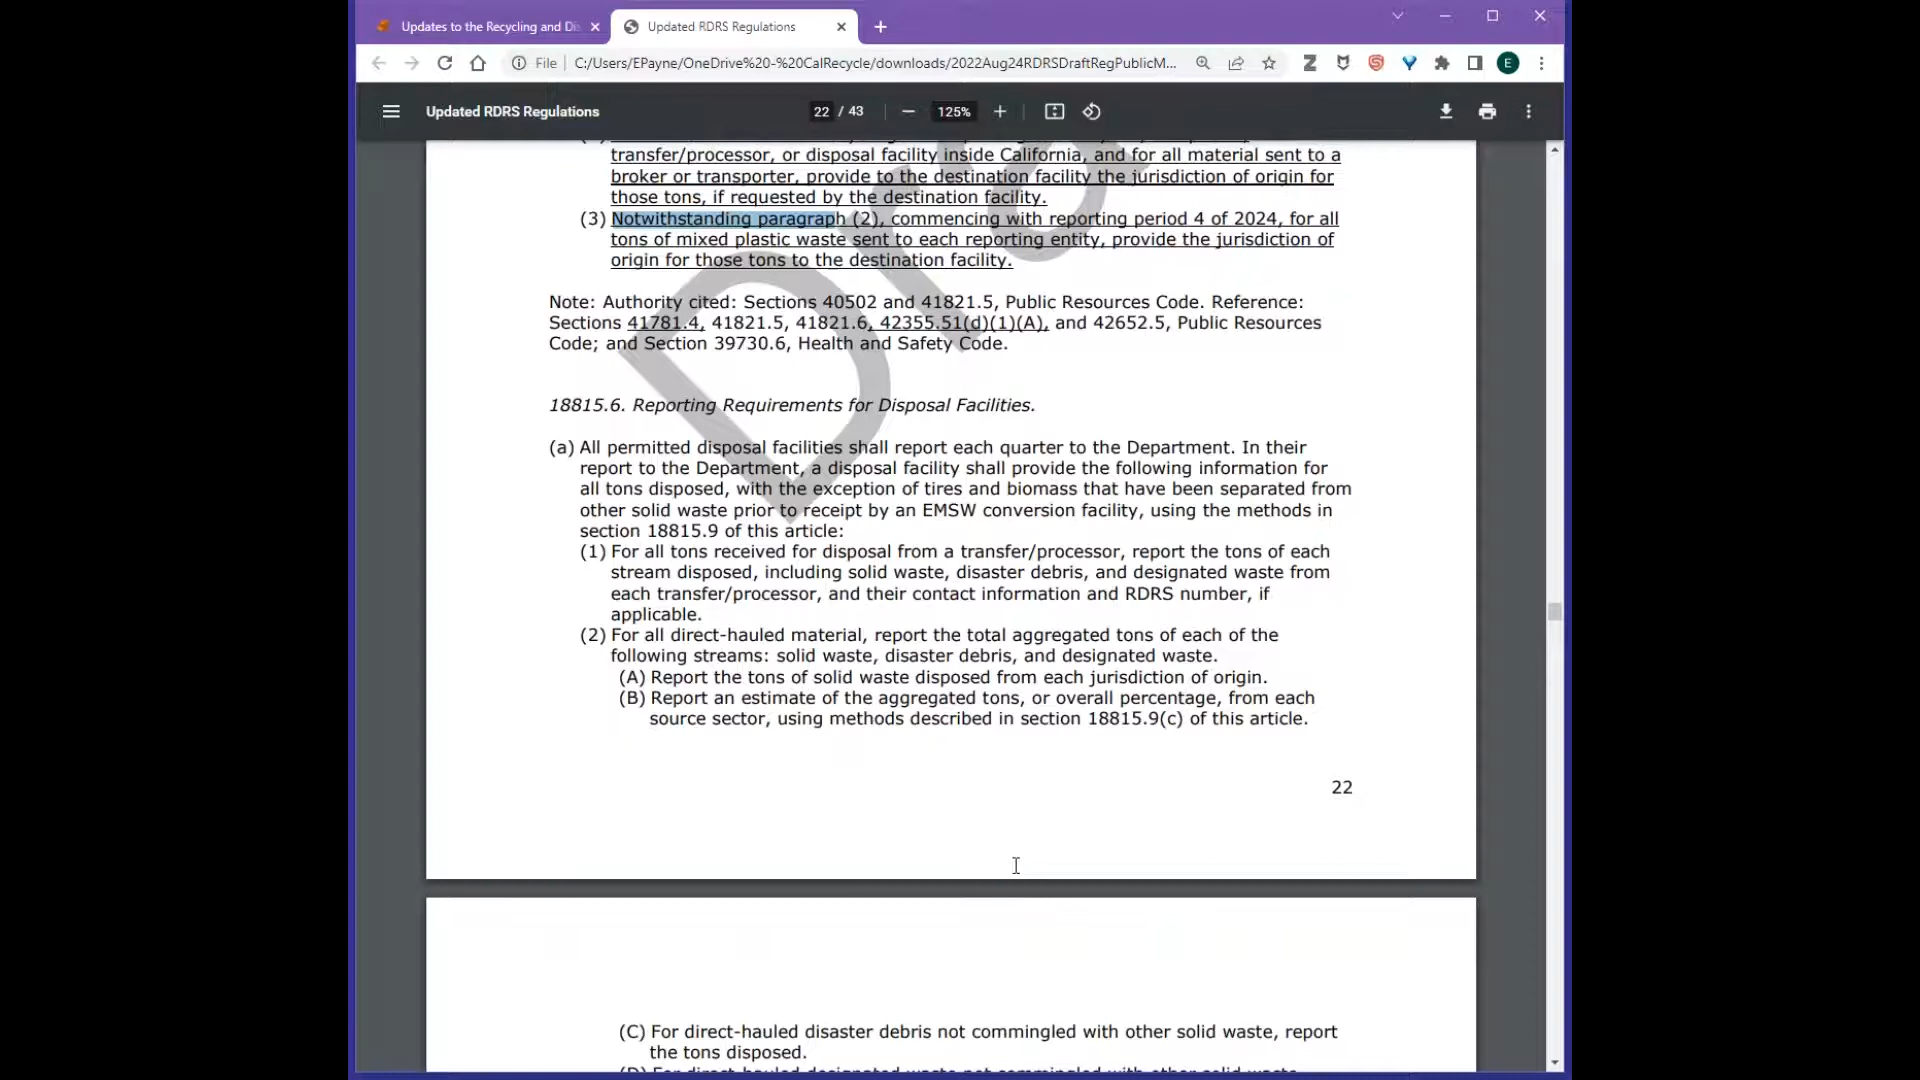 Updates to the Recycling and Di
Updated RDRS Regulations
File
C:/Users/EPayne/OneDrive%20-%20CalRecycle/downloads/2022Aug24RDRSDraftRegPublicM...
Z
E
Updated RDRS Regulations
22 / 43
125%
transfer/processor, or disposal facility inside California, and for all material sent to a
broker or transporter, provide to the destination facility the jurisdiction of origin for
those tons, if requested by the destination facility.
(3) Notwithstanding paragraph (2), commencing with reporting period 4 of 2024, for all
tons of mixed plastic waste sent to each reporting entity, provide the jurisdiction of
origin for those tons to the destination facility.
Note: Authority cited: Sections 40502 and 41821.5, Public Resources Code. Reference:
Sections 41781.4, 41821.5, 41821.6, 42355.51(d)(1)(A), and 42652.5, Public Resources
Code; and Section 39730.6, Health and Safety Code.
18815.6. Reporting Requirements for Disposal Facilities.
(a) All permitted disposal facilities shall report each quarter to the Department. In their
report to the Department, a disposal facility shall provide the following information for
all tons disposed, with the exception of tires and biomass that have been separated from
other solid waste prior to receipt by an EMSW conversion facility, using the methods in
section 18815.9 of this article:
(1) For all tons received for disposal from a transfer/processor, report the tons of each
stream disposed, including solid waste, disaster debris, and designated waste from
each transfer/processor, and their contact information and RDRS number, if
applicable.
(2) For all direct-hauled material, report the total aggregated tons of each of the
following streams: solid waste, disaster debris, and designated waste.
(A) Report the tons of solid waste disposed from each jurisdiction of origin.
(B) Report an estimate of the aggregated tons, or overall percentage, from each
source sector, using methods described in section 18815.9(c) of this article.
22
(C) For direct-hauled disaster debris not commingled with other solid waste, report
the tons disposed.
(D) For direct-hauled designated waste not commingled with other solid waste